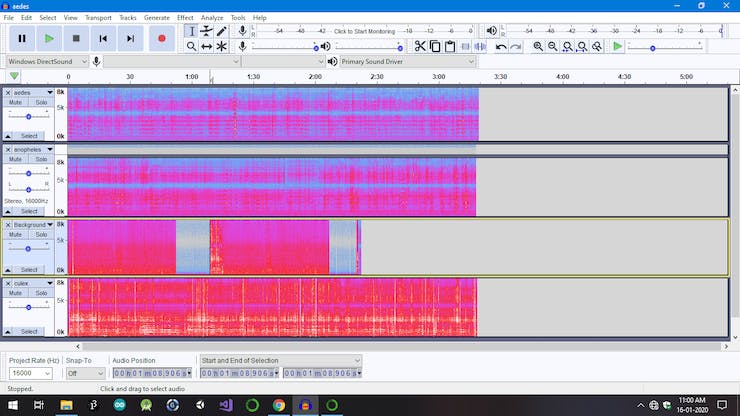 aedes
File Edit Select View Transport Tracks Generate Effect Analyze Tools Help
L R -54 -48 -42 Click to Start Monitoring -18 -12 -6 0
L R -54 -48 -42 -36 -30 -24 -18 -12 -6 0
Windows DirectSound Primary Sound Driver
0 30 1:00 1:30 2:00 2:30 3:00 3:30 4:00 4:30 5:00
× aedes 8k
Mute Solo
5k
- +
Select 0k
× anopheles
Mute Solo 8k
- +
5k
L R
Stereo, 16000Hz
Select 0k
× Background 8k
Mute Solo
5k
- +
Select 0k
× culex 8k
Mute Solo
5k
- +
Select 0k
Project Rate (Hz) Snap-To Audio Position Start and End of Selection
16000 Off 00 h 01 m 08.906 s 00 h 01 m 08.906 s 00 h 01 m 08.906 s
Stopped. Click and drag to select audio
11:00 AM
16-01-2020